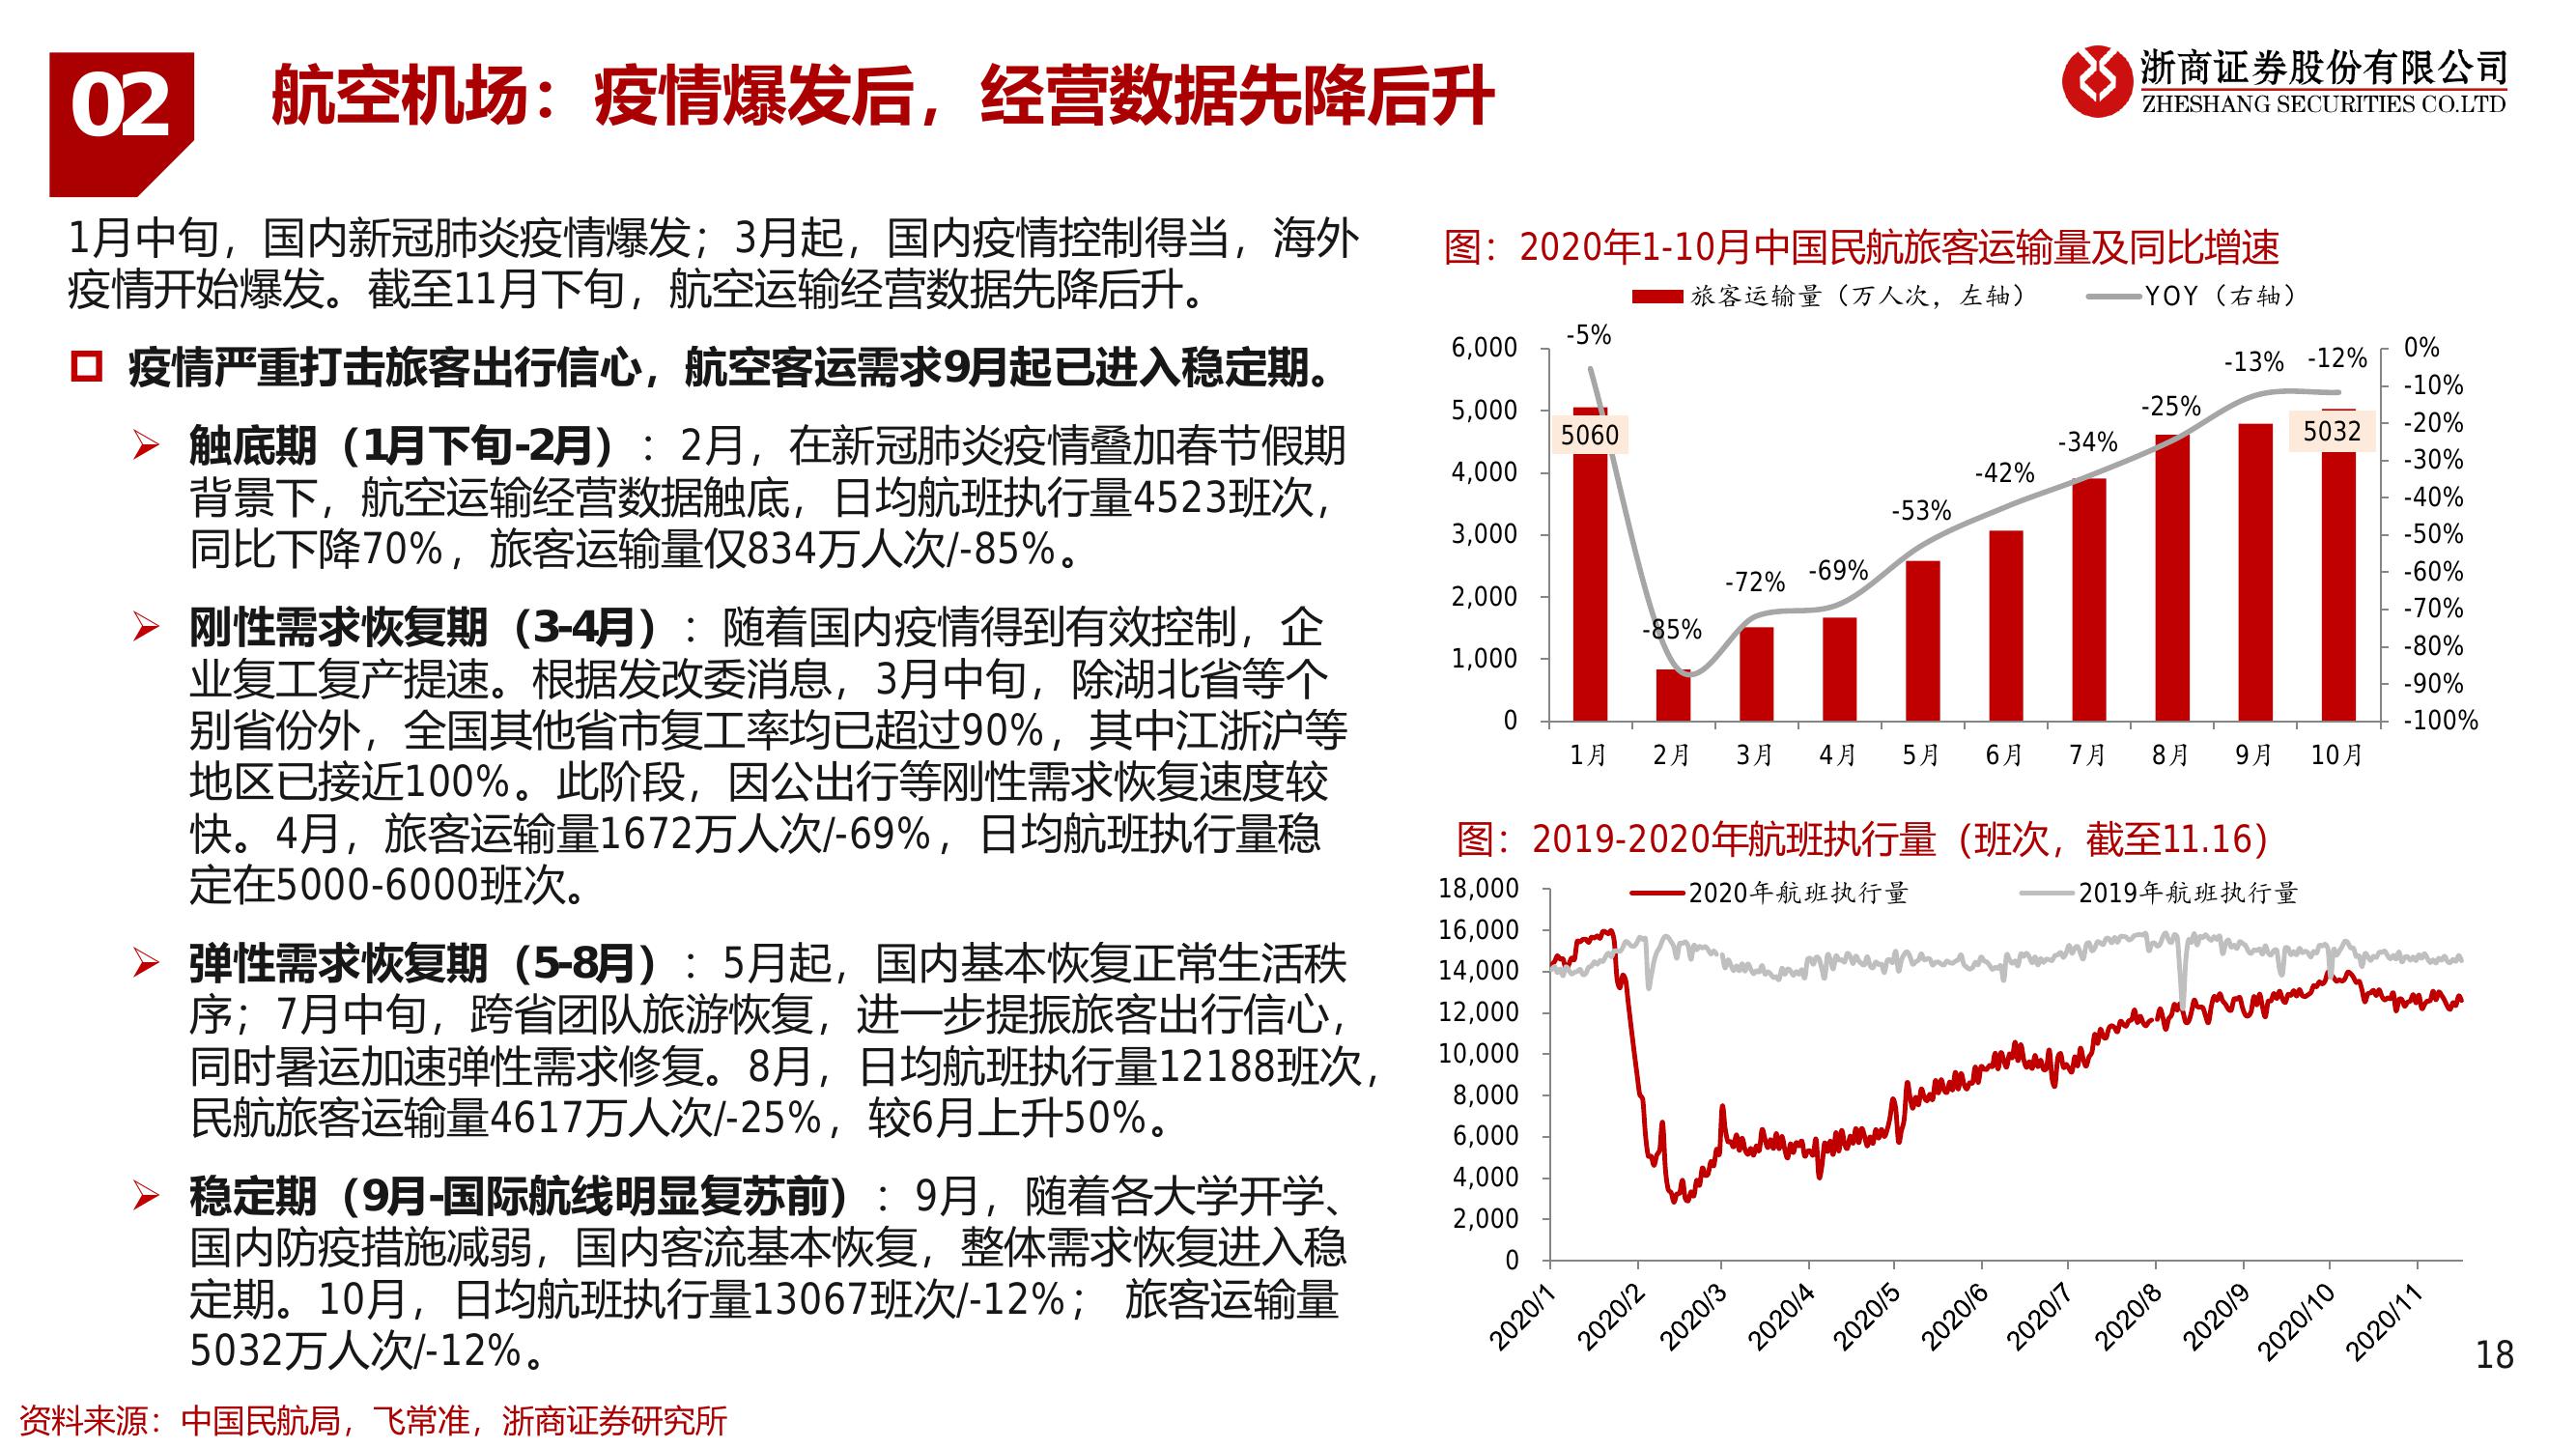 02
航空机场：疫情爆发后，经营数据先降后升
浙商证券股份有限公司
ZHESHANG SECURITIES CO.LTD
1月中旬，国内新冠肺炎疫情爆发；3月起，国内疫情控制得当，海外
疫情开始爆发。截至11月下旬，航空运输经营数据先降后升。
疫情严重打击旅客出行信心，航空客运需求9月起已进入稳定期。
触底期（1月下旬-2月）：2月，在新冠肺炎疫情叠加春节假期
背景下，航空运输经营数据触底，日均航班执行量4523班次，
同比下降70%，旅客运输量仅834万人次/-85%。
刚性需求恢复期（3-4月）：随着国内疫情得到有效控制，企
业复工复产提速。根据发改委消息，3月中旬，除湖北省等个
别省份外，全国其他省市复工率均已超过90%，其中江浙沪等
地区已接近100%。此阶段，因公出行等刚性需求恢复速度较
快。4月，旅客运输量1672万人次/-69%，日均航班执行量稳
定在5000-6000班次。
弹性需求恢复期（5-8月）：5月起，国内基本恢复正常生活秩
序；7月中旬，跨省团队旅游恢复，进一步提振旅客出行信心，
同时暑运加速弹性需求修复。8月，日均航班执行量12188班次，
民航旅客运输量4617万人次/-25%，较6月上升50%。
稳定期（9月-国际航线明显复苏前）：9月，随着各大学开学、
国内防疫措施减弱，国内客流基本恢复，整体需求恢复进入稳
定期。10月，日均航班执行量13067班次/-12%； 旅客运输量
5032万人次/-12%。
图：2020年1-10月中国民航旅客运输量及同比增速
旅客运输量（万人次，左轴） YOY（右轴）
6,000
5,000
4,000
3,000
2,000
1,000
0
-5%
-85%
-72%
-69%
-53%
-42%
-34%
-25%
-13%
-12%
5060
5032
0%
-10%
-20%
-30%
-40%
-50%
-60%
-70%
-80%
-90%
-100%
1月 2月 3月 4月 5月 6月 7月 8月 9月 10月
图：2019-2020年航班执行量（班次，截至11.16）
2020年航班执行量 2019年航班执行量
18,000
16,000
14,000
12,000
10,000
8,000
6,000
4,000
2,000
0
2020/1 2020/2 2020/3 2020/4 2020/5 2020/6 2020/7 2020/8 2020/9 2020/10 2020/11
18
资料来源：中国民航局，飞常准，浙商证券研究所